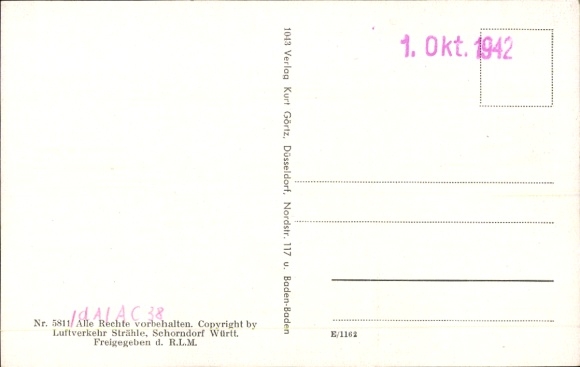 1. Okt. 1942
1043 Verlag Kurt Görtz, Düsseldorf, Nordstr. 117 u. Baden-Baden
Nr. 5811 Alle Rechte vorbehalten. Copyright by
Luftverkehr Strähle, Schorndorf Württ.
Freigegeben d. R.L.M.
E/1162